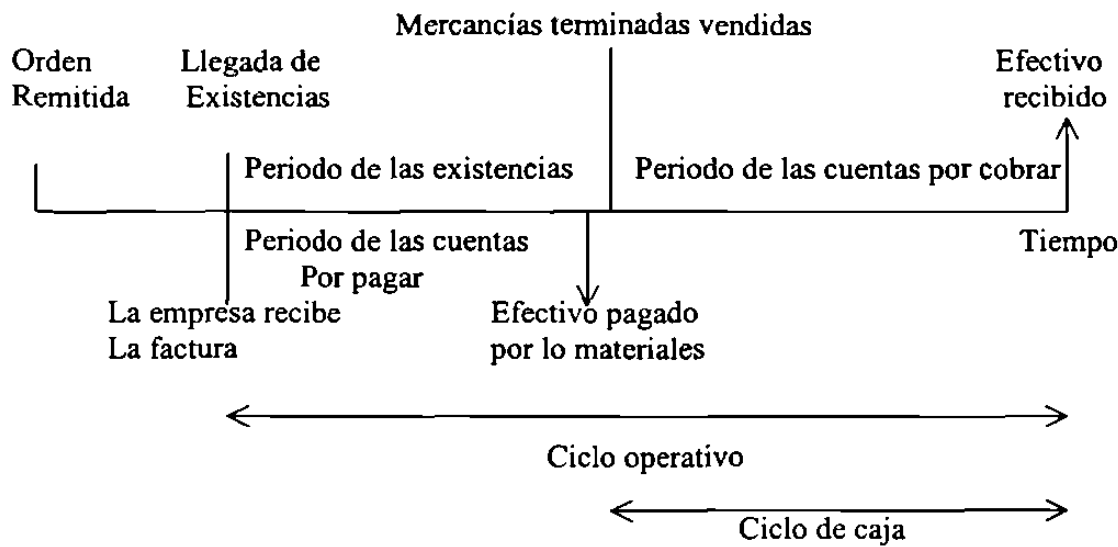 Mercancías terminadas vendidas
Orden
Remitida
Llegada de
Existencias
Efectivo
recibido
Periodo de las existencias
Periodo de las cuentas por cobrar
Periodo de las cuentas
Por pagar
Tiempo
La empresa recibe
La factura
Efectivo pagado
por lo materiales
Ciclo operativo
Ciclo de caja